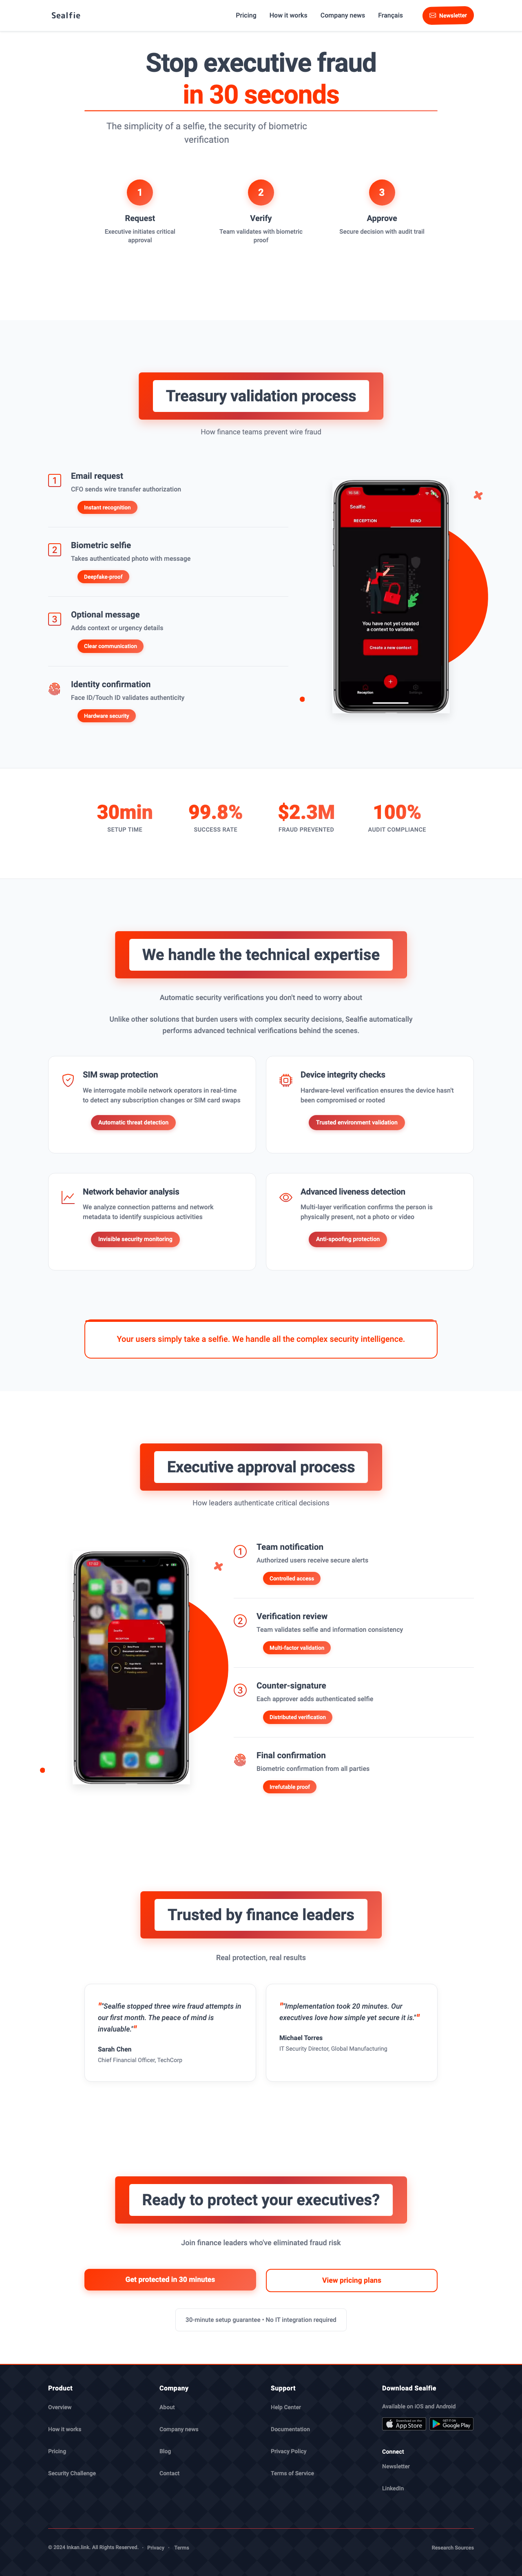 Sealfie
Pricing
How it works
Company news
Français
Newsletter
Stop executive fraud
in 30 seconds
The simplicity of a selfie, the security of biometric
verification
1
2
3
Request
Verify
Approve
Executive initiates critical
approval
Team validates with biometric
proof
Secure decision with audit trail
Treasury validation process
How finance teams prevent wire fraud
1
Email request
CFO sends wire transfer authorization
Instant recognition
2
Biometric selfie
Takes authenticated photo with message
Deepfake-proof
3
Optional message
Adds context or urgency details
Clear communication
Identity confirmation
Face ID/Touch ID validates authenticity
Hardware security
Sealfie
RECEPTION
SEND
You have not yet created
a context to validate.
Create a new context
Reception
30min
SETUP TIME
99.8%
SUCCESS RATE
$2.3M
FRAUD PREVENTED
100%
AUDIT COMPLIANCE
We handle the technical expertise
Automatic security verifications you don't need to worry about
Unlike other solutions that burden users with complex security decisions, Sealfie automatically
performs advanced technical verifications behind the scenes.
SIM swap protection
We interrogate mobile network operators in real-time
to detect any subscription changes or SIM card swaps
Automatic threat detection
Device integrity checks
Hardware-level verification ensures the device hasn't
been compromised or rooted
Trusted environment validation
Network behavior analysis
We analyze connection patterns and network
metadata to identify suspicious activities
Invisible security monitoring
Advanced liveness detection
Multi-layer verification confirms the person is
physically present, not a photo or video
Anti-spoofing protection
Your users simply take a selfie. We handle all the complex security intelligence.
Executive approval process
How leaders authenticate critical decisions
1
Team notification
Authorized users receive secure alerts
Controlled access
2
Verification review
Team validates selfie and information consistency
Multi-factor validation
3
Counter-signature
Each approver adds authenticated selfie
Distributed verification
Final confirmation
Biometric confirmation from all parties
Irrefutable proof
Trusted by finance leaders
Real protection, real results
""Sealfie stopped three wire fraud attempts in
our first month. The peace of mind is
invaluable.""
Sarah Chen
Chief Financial Officer, TechCorp
""Implementation took 20 minutes. Our
executives love how simple yet secure it is.""
Michael Torres
IT Security Director, Global Manufacturing
Ready to protect your executives?
Join finance leaders who've eliminated fraud risk
Get protected in 30 minutes
View pricing plans
30-minute setup guarantee • No IT integration required
Product
Overview
How it works
Pricing
Security Challenge
Company
About
Company news
Blog
Contact
Support
Help Center
Documentation
Privacy Policy
Terms of Service
Download Sealfie
Available on iOS and Android
Download on the
App Store
GET IT ON
Google Play
Connect
Newsletter
LinkedIn
© 2024 Inkan.link. All Rights Reserved.
·
Privacy
·
Terms
Research Sources